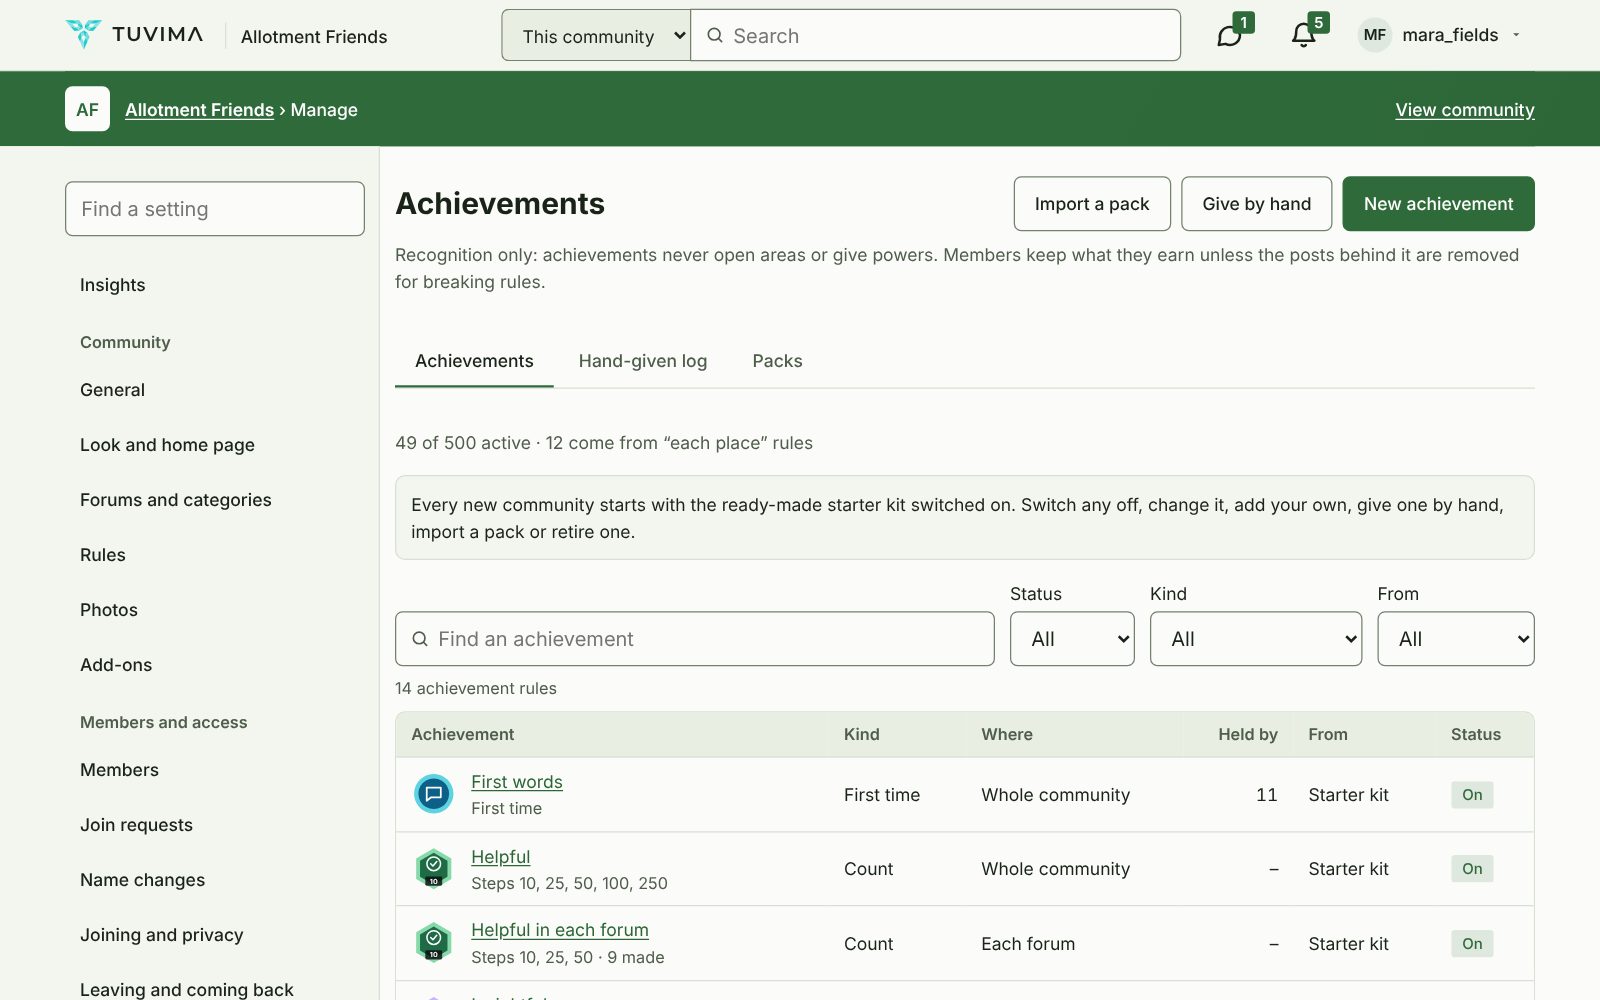 TUVIMA
Allotment Friends
This community
Search
1
5
MF
mara_fields
AF
Allotment Friends › Manage
View community
Find a setting
Insights
Community
General
Look and home page
Forums and categories
Rules
Photos
Add-ons
Members and access
Members
Join requests
Name changes
Joining and privacy
Leaving and coming back
Achievements
Import a pack
Give by hand
New achievement
Recognition only: achievements never open areas or give powers. Members keep what they earn unless the posts behind it are removed
for breaking rules.
Achievements
Hand-given log
Packs
49 of 500 active · 12 come from “each place” rules
Every new community starts with the ready-made starter kit switched on. Switch any off, change it, add your own, give one by hand,
import a pack or retire one.
Status
Kind
From
Find an achievement
All
All
All
14 achievement rules
Achievement Kind Where Held by From Status
First words
First time
First time Whole community 11 Starter kit On
10
Helpful
Steps 10, 25, 50, 100, 250
Count Whole community – Starter kit On
10
Helpful in each forum
Steps 10, 25, 50 · 9 made
Count Each forum – Starter kit On